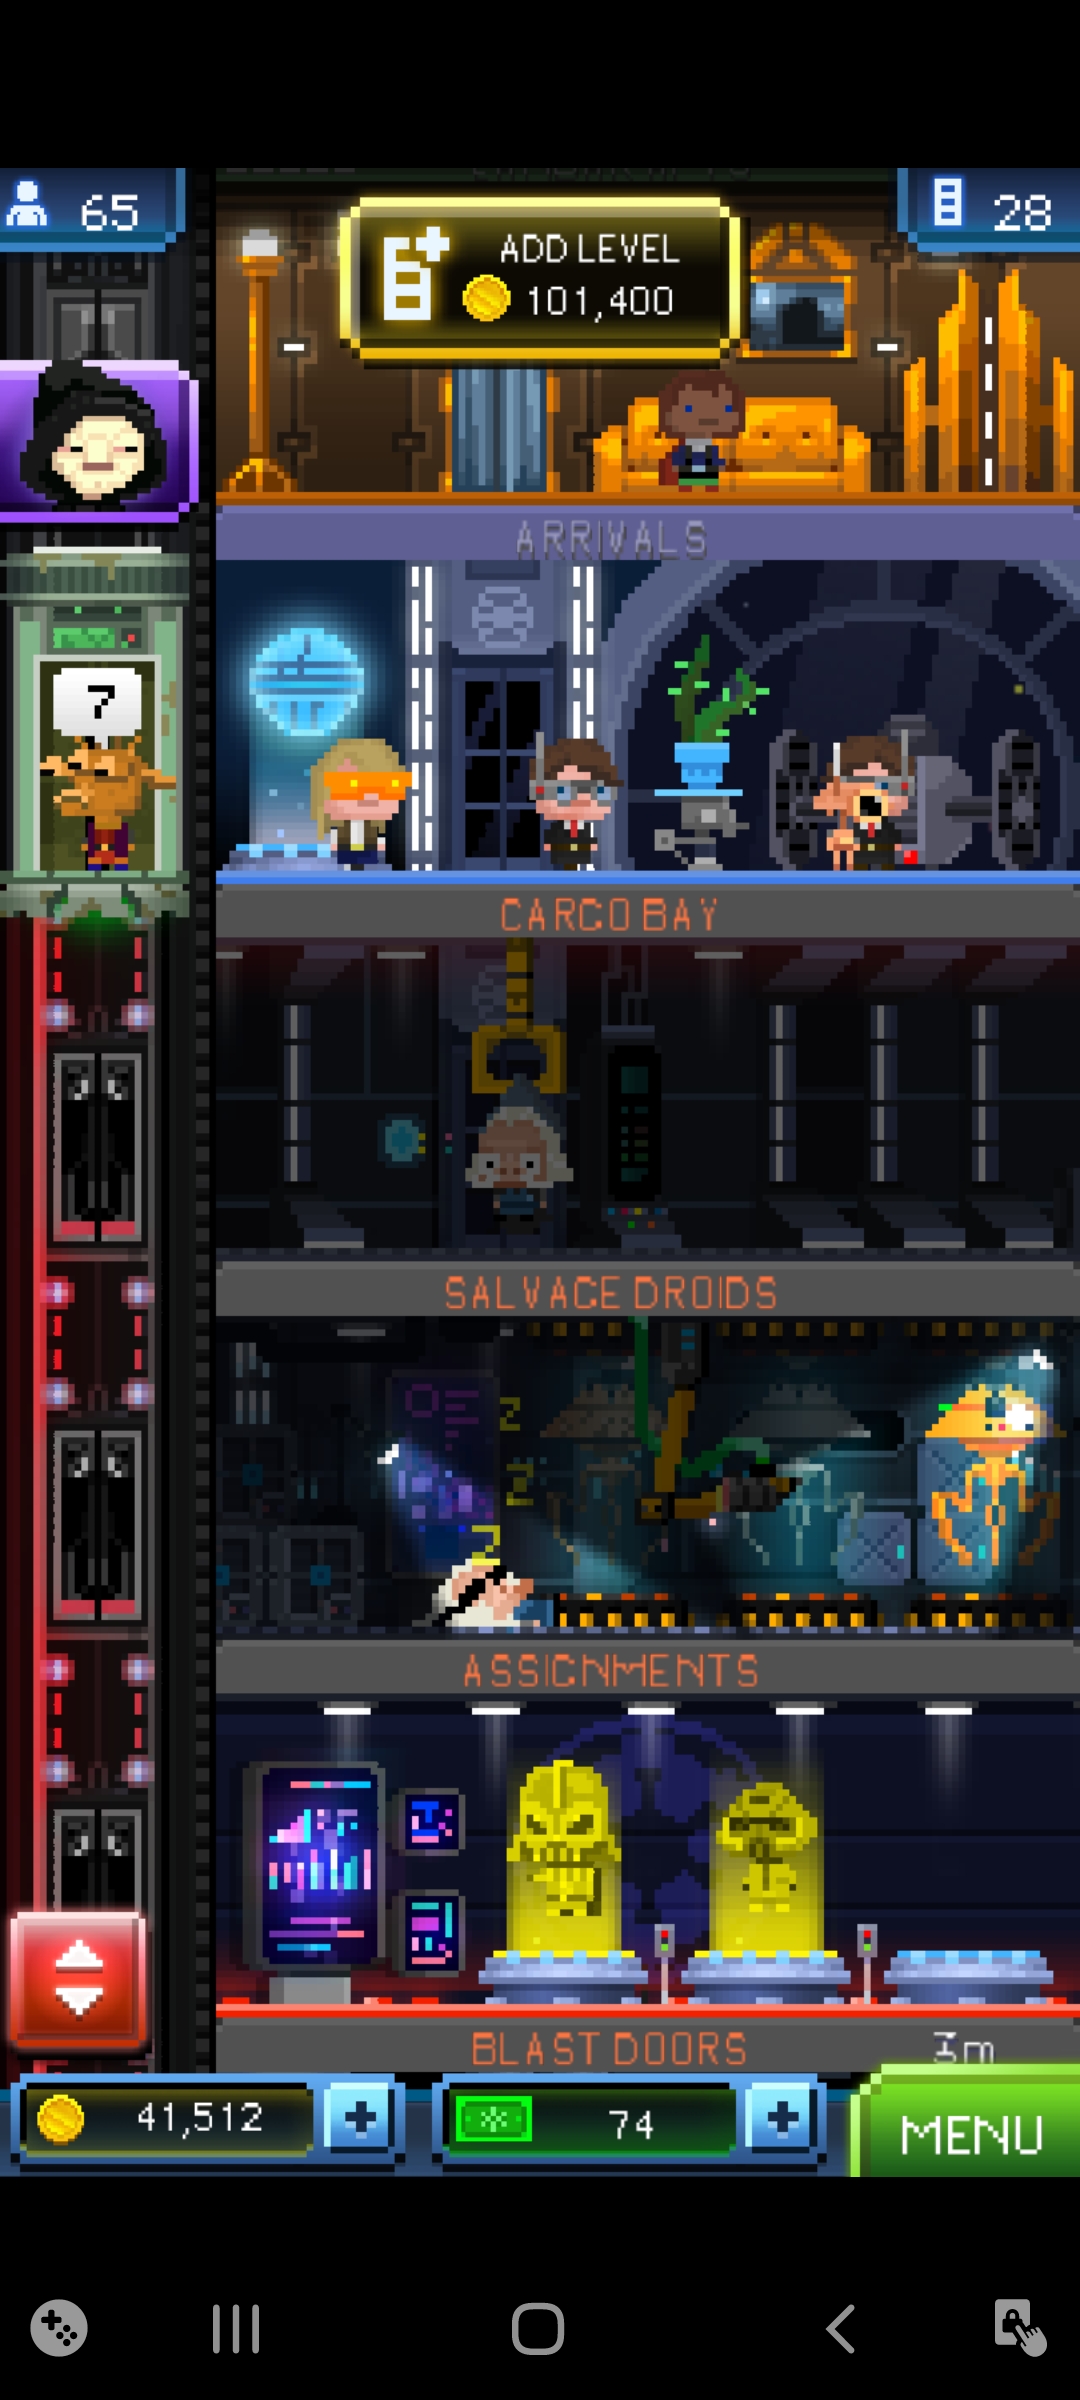 65
28
ADD LEVEL
101,400
ARRIVALS
7
CARGO BAY
SALVAGE DROIDS
Z
Z
Z
ASSIGNMENTS
BLAST DOORS
3m
41,512
74
MENU